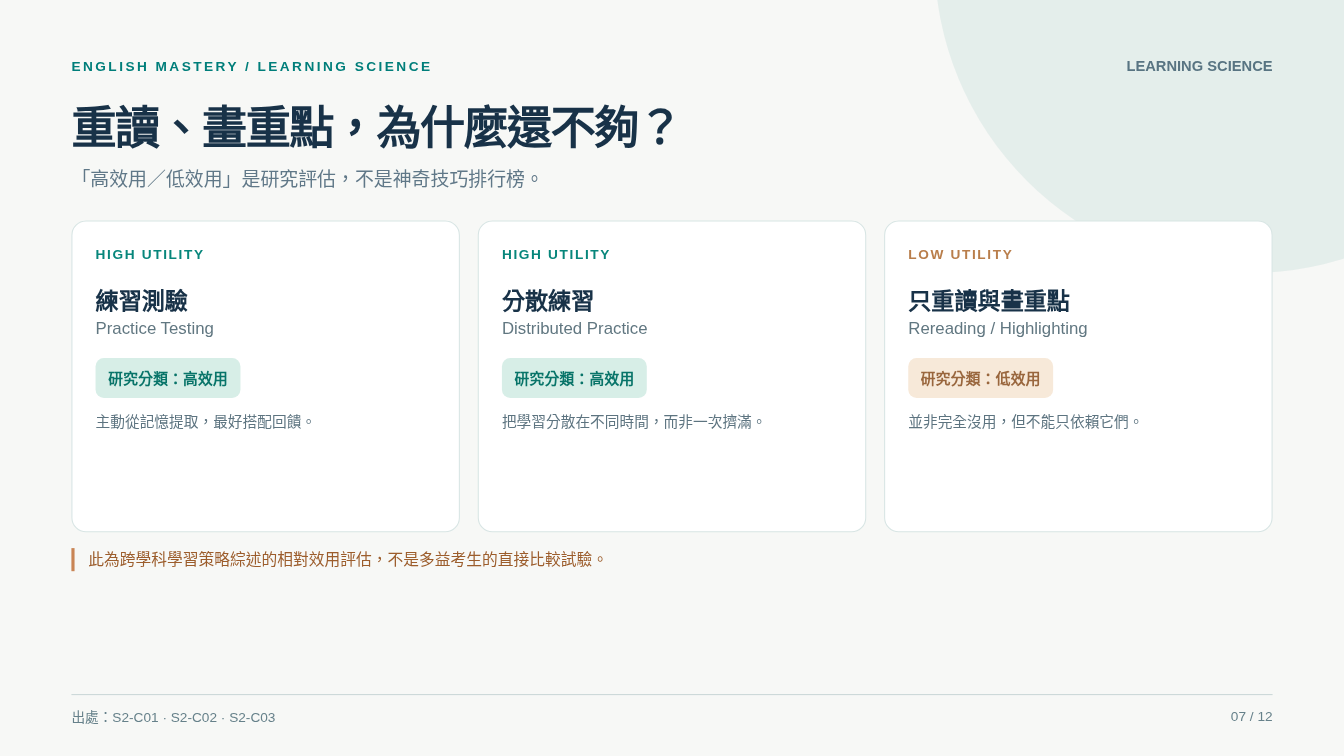 ENGLISH MASTERY / LEARNING SCIENCE
LEARNING SCIENCE
重讀、畫重點，為什麼還不夠？
「高效用／低效用」是研究評估，不是神奇技巧排行榜。
HIGH UTILITY
練習測驗
Practice Testing
研究分類：高效用
主動從記憶提取，最好搭配回饋。
HIGH UTILITY
分散練習
Distributed Practice
研究分類：高效用
把學習分散在不同時間，而非一次擠滿。
LOW UTILITY
只重讀與畫重點
Rereading / Highlighting
研究分類：低效用
並非完全沒用，但不能只依賴它們。
此為跨學科學習策略綜述的相對效用評估，不是多益考生的直接比較試驗。
出處：S2-C01 · S2-C02 · S2-C03
07 / 12